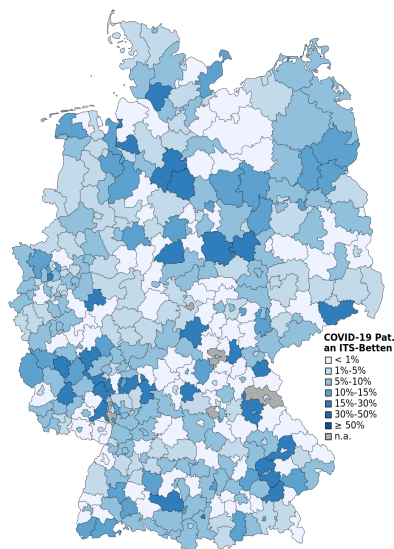 COVID-19 Pat.
an ITS-Betten
< 1%
1%-5%
5%-10%
10%-15%
15%-30%
30%-50%
≥ 50%
n.a.